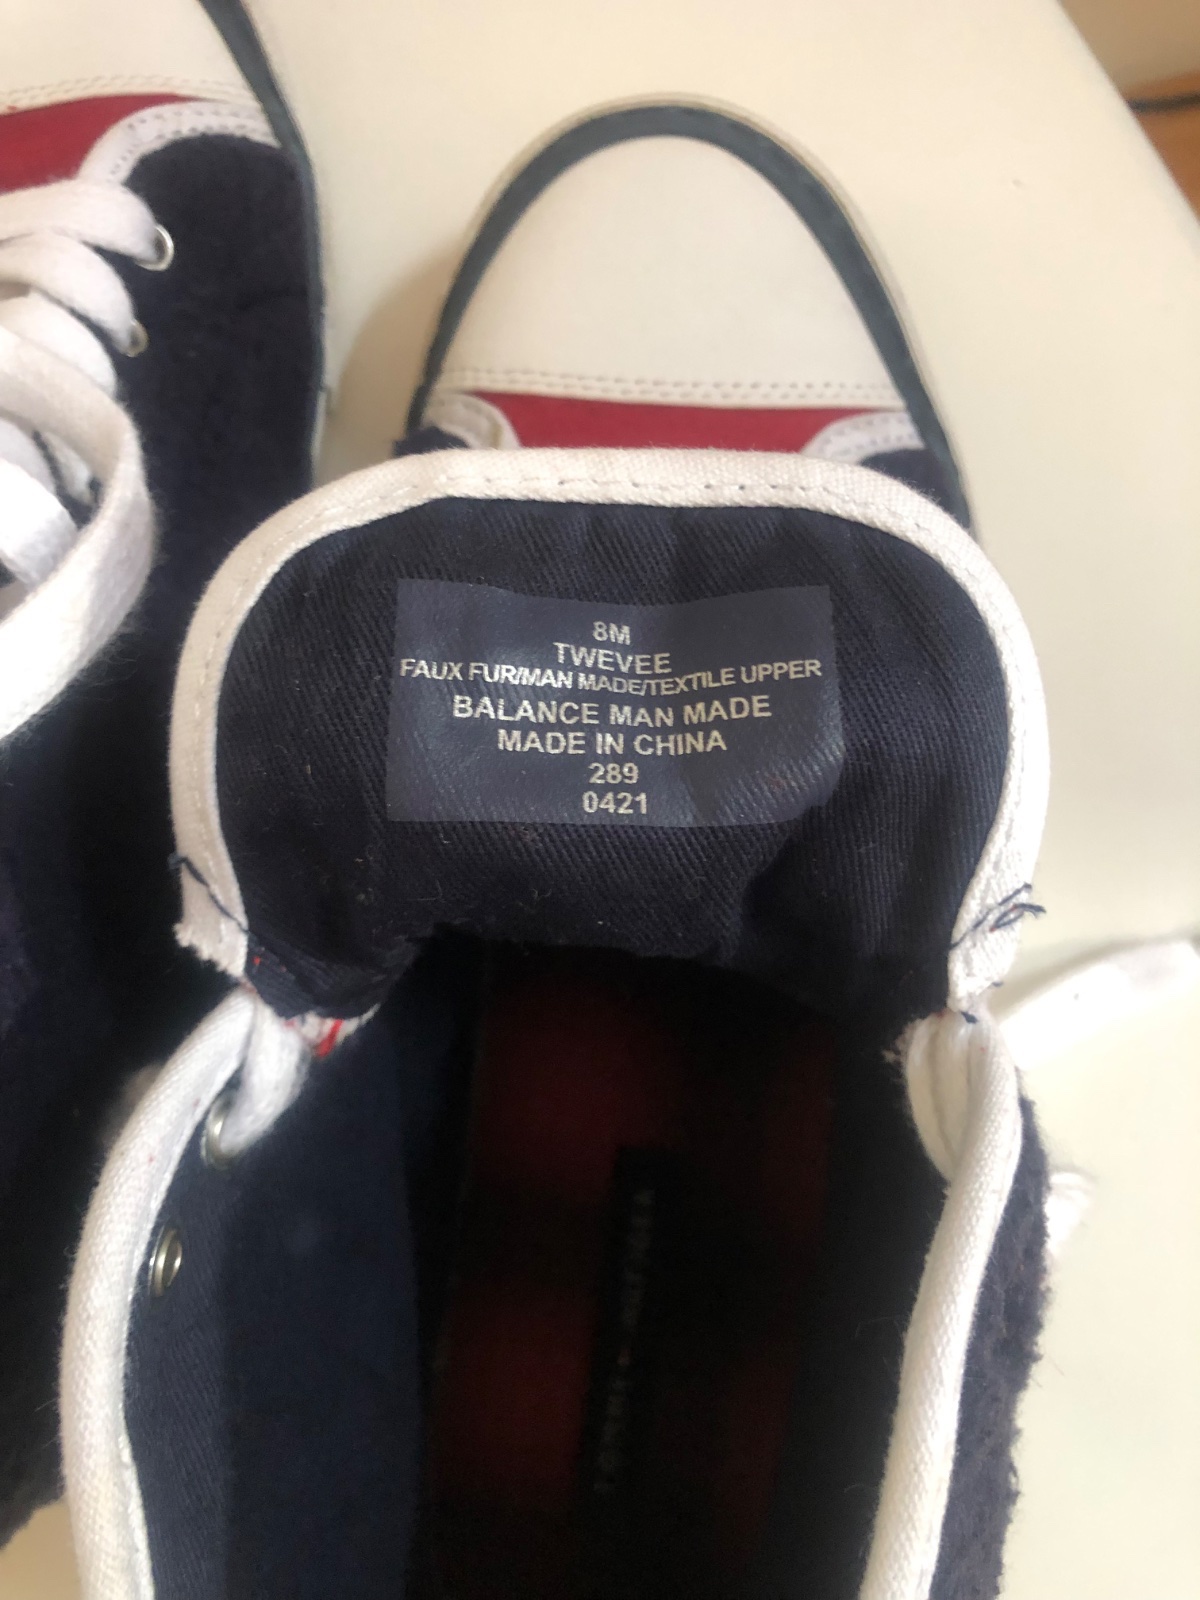 8M
TWEVEE
FAUX FUR/MAN MADE/TEXTILE UPPER
BALANCE MAN MADE
MADE IN CHINA
289
0421